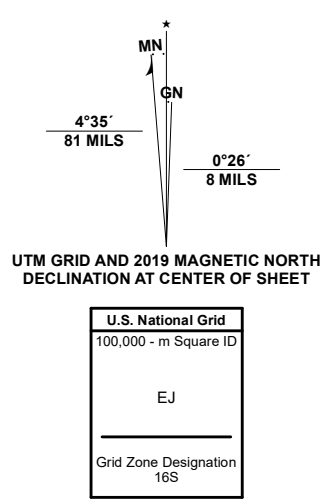 MN
GN
4°35´
81 MILS
0°26´
8 MILS
UTM GRID AND 2019 MAGNETIC NORTH
DECLINATION AT CENTER OF SHEET
U.S. National Grid
100,000 - m Square ID
EJ
Grid Zone Designation
16S